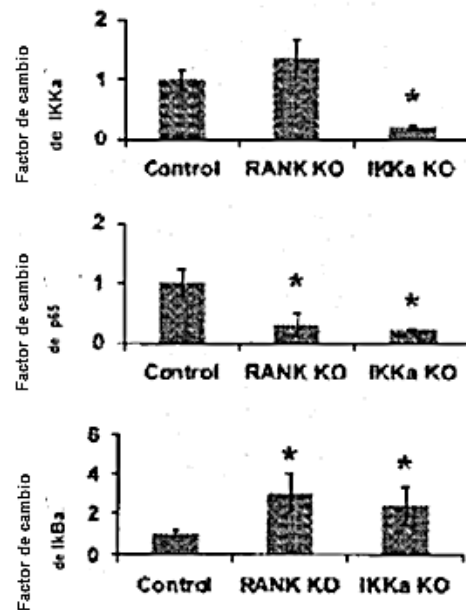 Factor de cambio
de IKKa
2
1
0
*
Control RANK KO IKKa KO
Factor de cambio
de p65
2
1
0
* *
Control RANK KO IKKa KO
Factor de cambio
de IkBa
6
4
2
0
* *
Control RANK KO IKKa KO